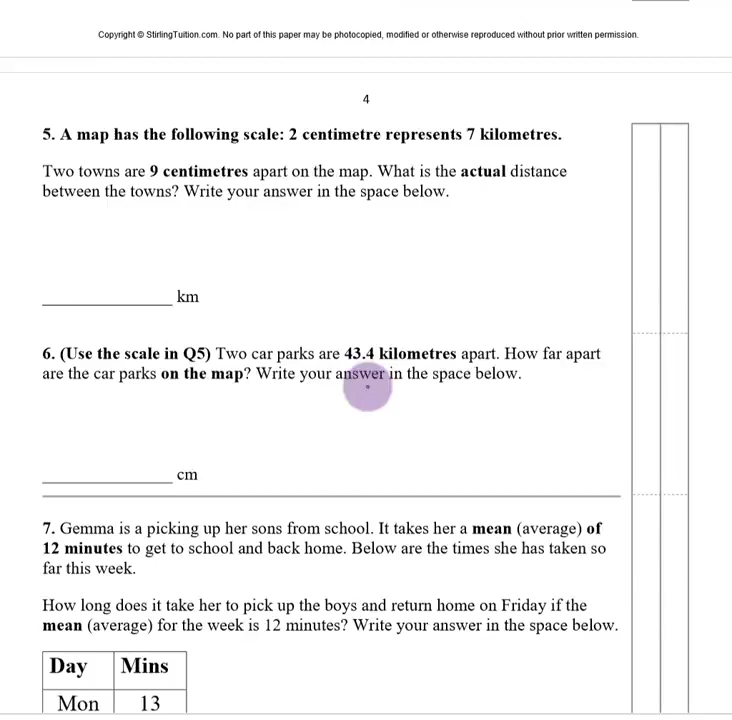 Copyright © StirlingTuition.com. No part of this paper may be photocopied, modified or otherwise reproduced without prior written permission.
4
5. A map has the following scale: 2 centimetre represents 7 kilometres.
Two towns are 9 centimetres apart on the map. What is the actual distance
between the towns? Write your answer in the space below.
_____________ km
6. (Use the scale in Q5) Two car parks are 43.4 kilometres apart. How far apart
are the car parks on the map? Write your answer in the space below.
_____________ cm
7. Gemma is a picking up her sons from school. It takes her a mean (average) of
12 minutes to get to school and back home. Below are the times she has taken so
far this week.
How long does it take her to pick up the boys and return home on Friday if the
mean (average) for the week is 12 minutes? Write your answer in the space below.
Day Mins
Mon 13